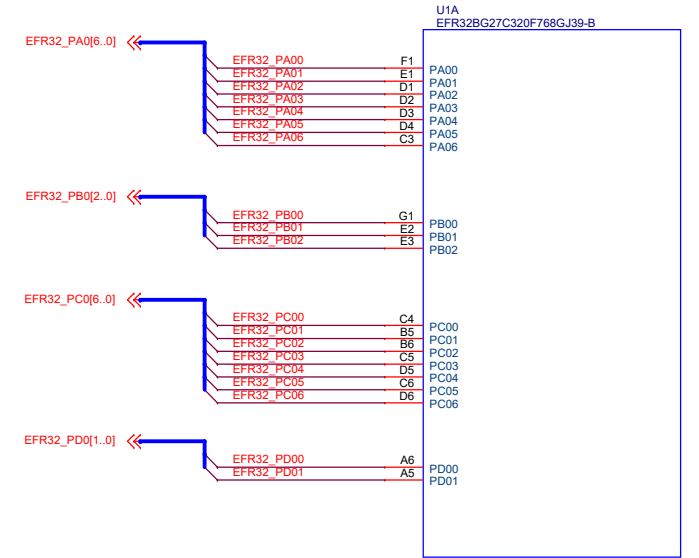 U1A
EFR32BG27C320F768GJ39-B
EFR32_PA0[6..0]
EFR32_PA00 F1 PA00
EFR32_PA01 E1 PA01
EFR32_PA02 D1 PA02
EFR32_PA03 D2 PA03
EFR32_PA04 D3 PA04
EFR32_PA05 D4 PA05
EFR32_PA06 C3 PA06
EFR32_PB0[2..0]
EFR32_PB00 G1 PB00
EFR32_PB01 E2 PB01
EFR32_PB02 E3 PB02
EFR32_PC0[6..0]
EFR32_PC00 C4 PC00
EFR32_PC01 B5 PC01
EFR32_PC02 B6 PC02
EFR32_PC03 C5 PC03
EFR32_PC04 D5 PC04
EFR32_PC05 C6 PC05
EFR32_PC06 D6 PC06
EFR32_PD0[1..0]
EFR32_PD00 A6 PD00
EFR32_PD01 A5 PD01